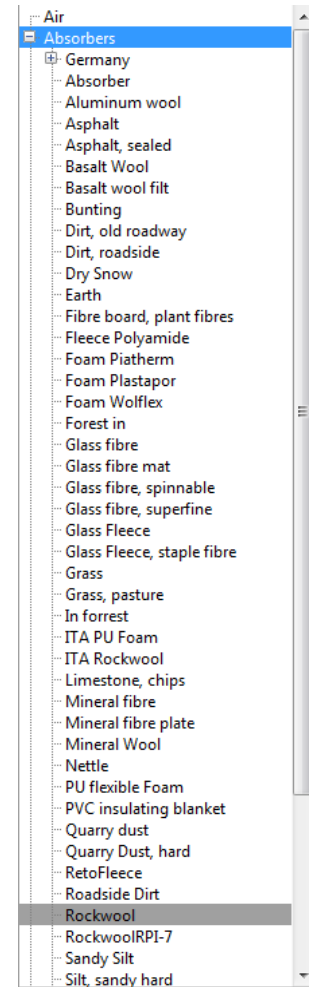 Air
Absorbers
Germany
Absorber
Aluminum wool
Asphalt
Asphalt, sealed
Basalt Wool
Basalt wool filt
Bunting
Dirt, old roadway
Dirt, roadside
Dry Snow
Earth
Fibre board, plant fibres
Fleece Polyamide
Foam Piatherm
Foam Plastapor
Foam Wolflex
Forest in
Glass fibre
Glass fibre mat
Glass fibre, spinnable
Glass fibre, superfine
Glass Fleece
Glass Fleece, staple fibre
Grass
Grass, pasture
In forrest
ITA PU Foam
ITA Rockwool
Limestone, chips
Mineral fibre
Mineral fibre plate
Mineral Wool
Nettle
PU flexible Foam
PVC insulating blanket
Quarry dust
Quarry Dust, hard
RetoFleece
Roadside Dirt
Rockwool
RockwoolRPI-7
Sandy Silt
Silt, sandy hard